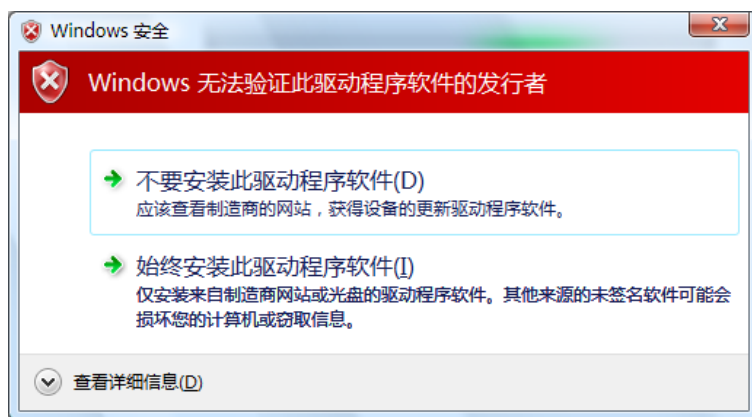 Windows 安全
Windows 无法验证此驱动程序软件的发行者
不要安装此驱动程序软件(D)
应该查看制造商的网站，获得设备的更新驱动程序软件。
始终安装此驱动程序软件(I)
仅安装来自制造商网站或光盘的驱动程序软件。其他来源的未签名软件可能会
损坏您的计算机或窃取信息。
查看详细信息(D)